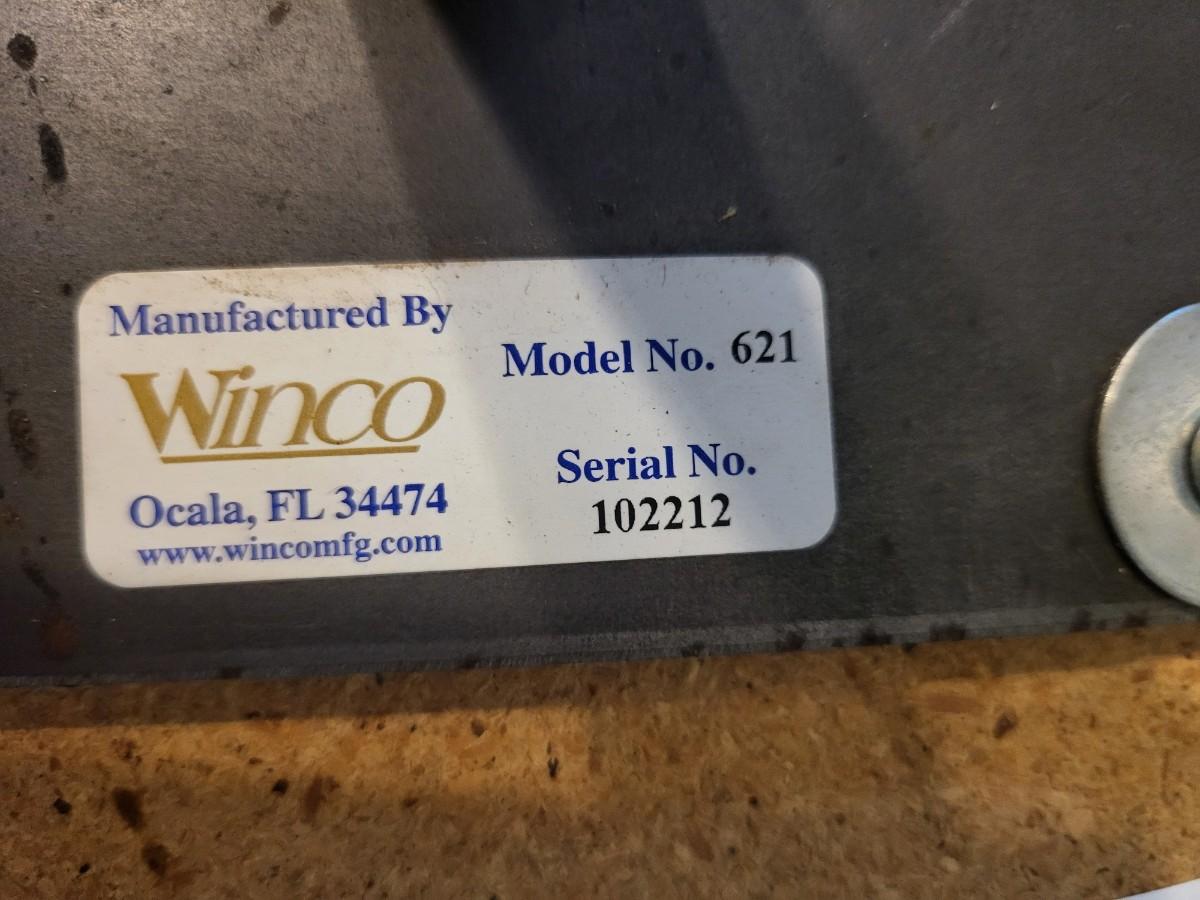 Manufactured By
Winco
Ocala, FL 34474
www.wincomfg.com
Model No. 621
Serial No.
102212